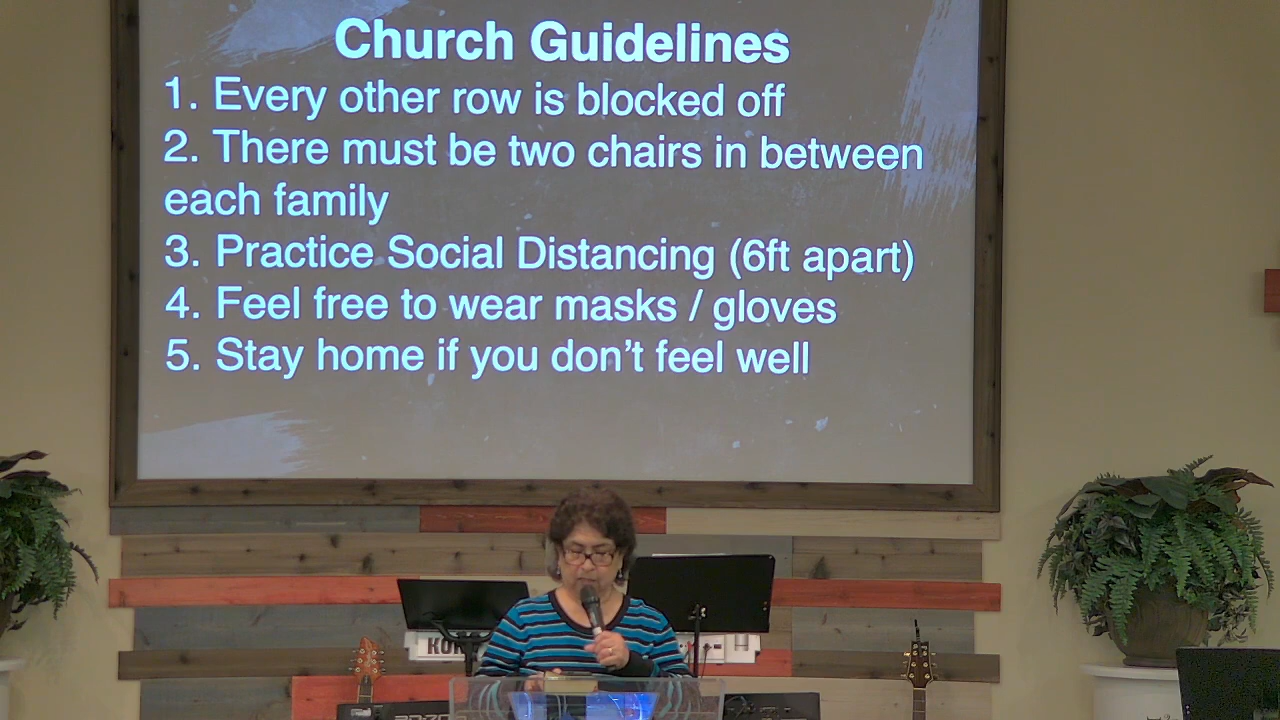 Church Guidelines
1. Every other row is blocked off
2. There must be two chairs in between
each family
3. Practice Social Distancing (6ft apart)
4. Feel free to wear masks / gloves
5. Stay home if you don't feel well